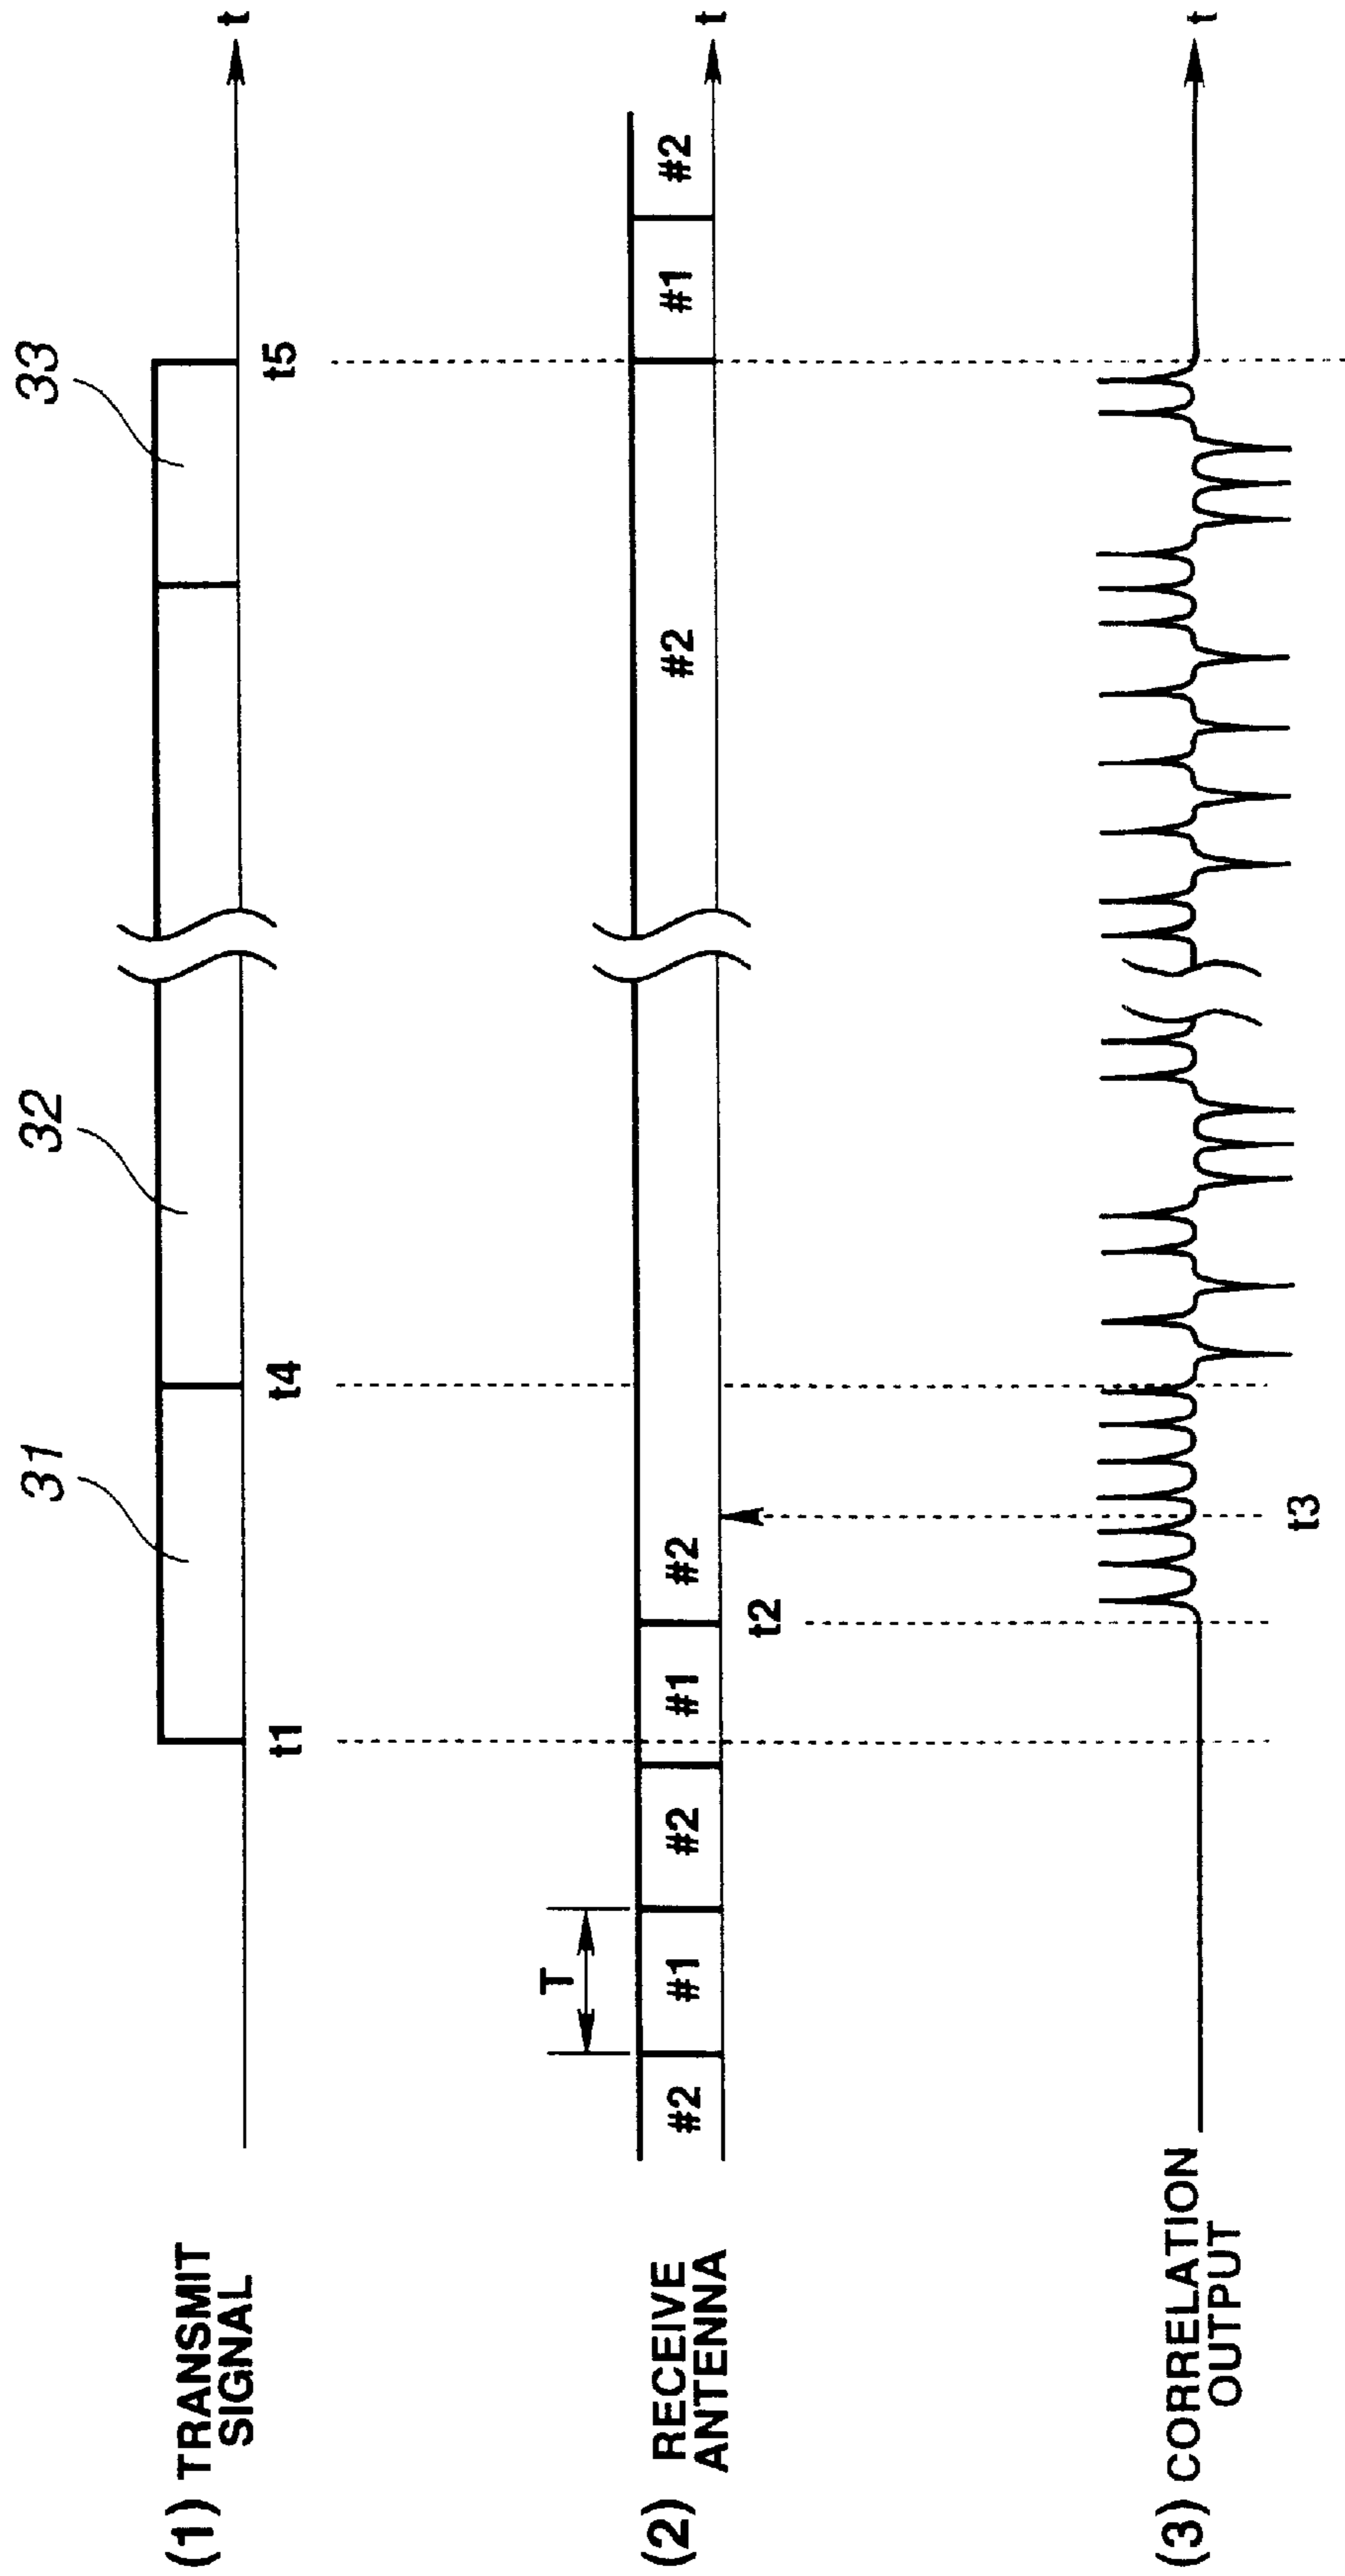 (1) TRANSMIT
SIGNAL
31
32
33
t1
t4
t5
t
(2) RECEIVE
ANTENNA
T
#2
#1
#2
#1
#2
#2
#1
#2
t
t2
(3) CORRELATION
OUTPUT
t
t3